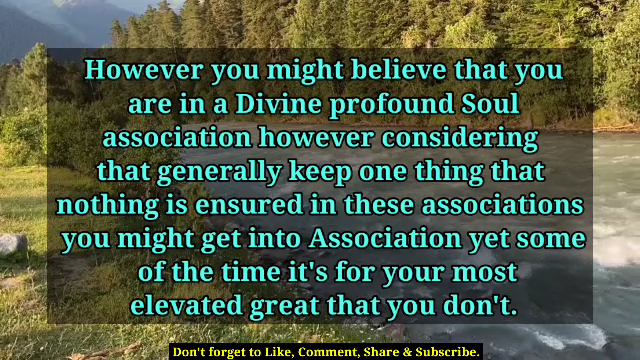 However you might believe that you
are in a Divine profound Soul
association however considering
that generally keep one thing that
nothing is ensured in these associations
you might get into Association yet some
of the time it's for your most
elevated great that you don't.
Don't forget to Like, Comment, Share & Subscribe.